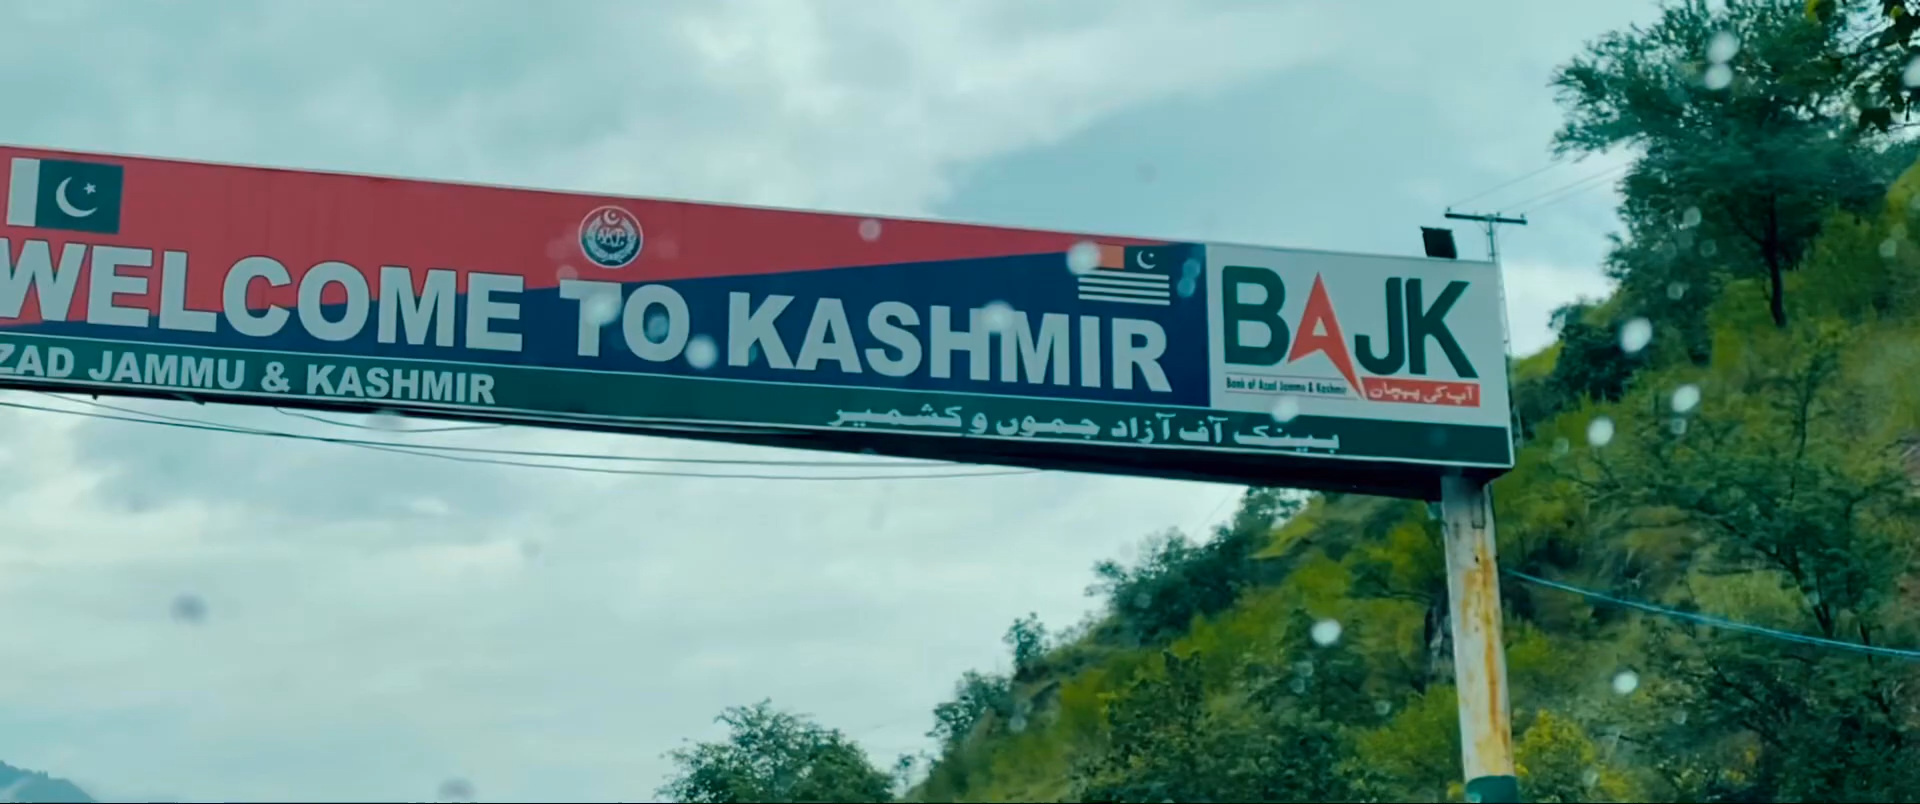 WELCOME TO KASHMIR
ZAD JAMMU & KASHMIR
BAJK
Bank of Azad Jammu & Kashmir
آپ کی پہچان
بینک آف آزاد جموں و کشمیر